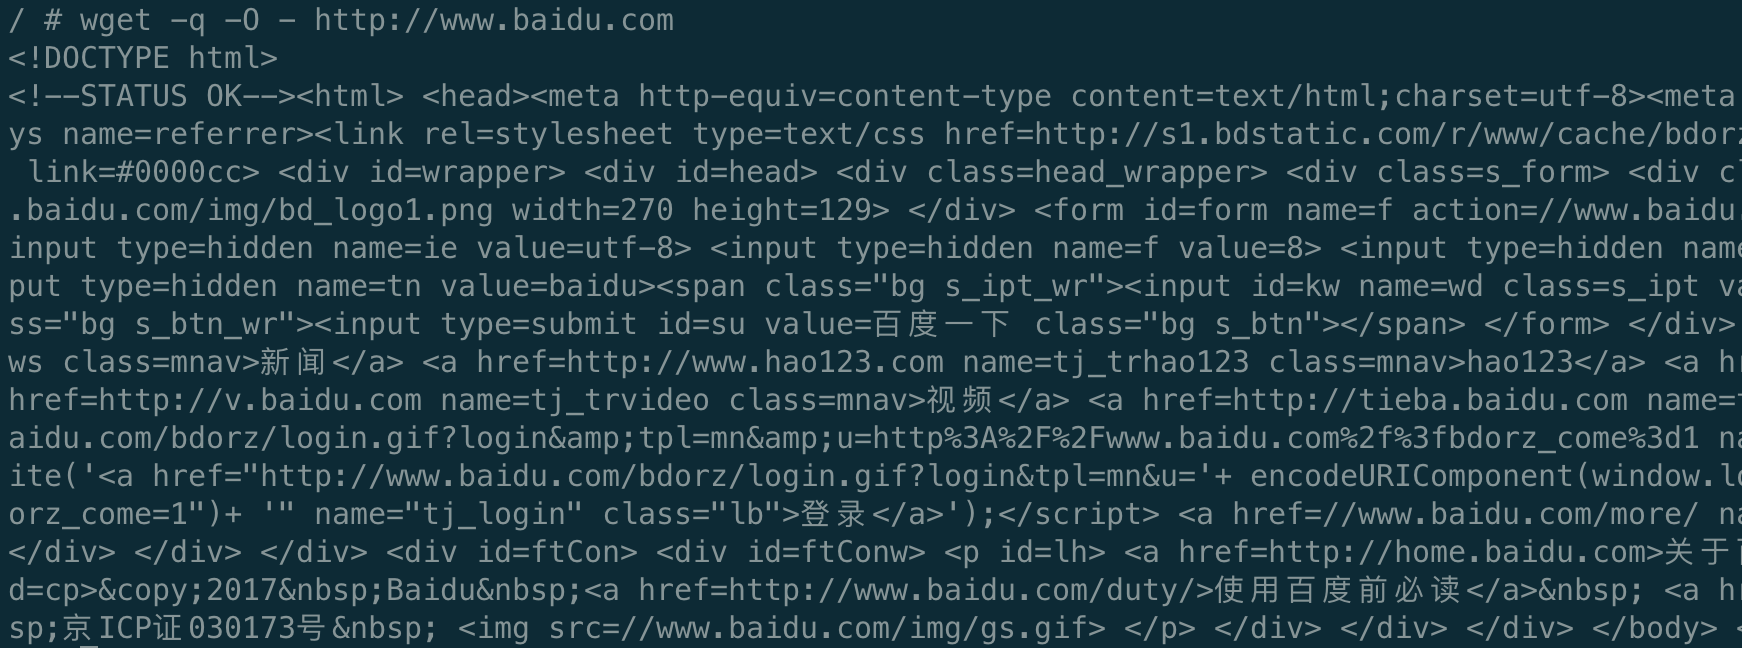 / # wget -q -O - http://www.baidu.com
<!DOCTYPE html>
<!--STATUS OK--><html> <head><meta http-equiv=content-type content=text/html;charset=utf-8><meta
ys name=referrer><link rel=stylesheet type=text/css href=http://s1.bdstatic.com/r/www/cache/bdorz
 link=#0000cc> <div id=wrapper> <div id=head> <div class=head_wrapper> <div class=s_form> <div c
.baidu.com/img/bd_logo1.png width=270 height=129> </div> <form id=form name=f action=//www.baidu.
input type=hidden name=ie value=utf-8> <input type=hidden name=f value=8> <input type=hidden name
put type=hidden name=tn value=baidu><span class="bg s_ipt_wr"><input id=kw name=wd class=s_ipt va
ss="bg s_btn_wr"><input type=submit id=su value=百度一下 class="bg s_btn"></span> </form> </div>
ws class=mnav>新闻</a> <a href=http://www.hao123.com name=tj_trhao123 class=mnav>hao123</a> <a hr
href=http://v.baidu.com name=tj_trvideo class=mnav>视频</a> <a href=http://tieba.baidu.com name=t
aidu.com/bdorz/login.gif?login&amp;tpl=mn&amp;u=http%3A%2F%2Fwww.baidu.com%2f%3fbdorz_come%3d1 na
ite('<a href="http://www.baidu.com/bdorz/login.gif?login&tpl=mn&u='+ encodeURIComponent(window.lo
orz_come=1")+ '" name="tj_login" class="lb">登录</a>');</script> <a href=//www.baidu.com/more/ na
</div> </div> </div> <div id=ftCon> <div id=ftConw> <p id=lh> <a href=http://home.baidu.com>关于
d=cp>&copy;2017&nbsp;Baidu&nbsp;<a href=http://www.baidu.com/duty/>使用百度前必读</a>&nbsp; <a hr
sp;京ICP证030173号&nbsp; <img src=//www.baidu.com/img/gs.gif> </p> </div> </div> </div> </body> <